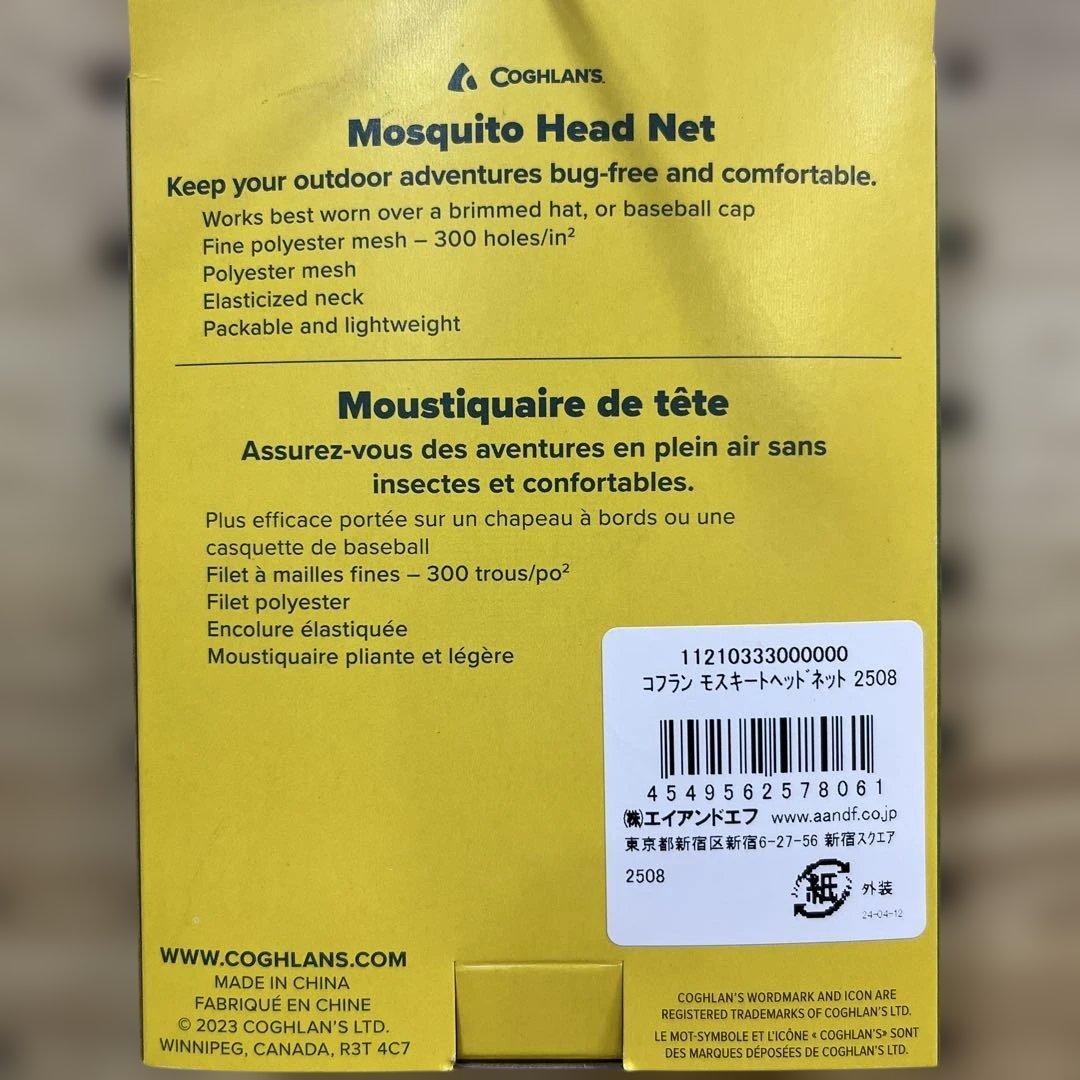 COGHLAN'S
Mosquito Head Net
Keep your outdoor adventures bug-free and comfortable.
Works best worn over a brimmed hat, or baseball cap
Fine polyester mesh – 300 holes/in²
Polyester mesh
Elasticized neck
Packable and lightweight
Moustiquaire de tête
Assurez-vous des aventures en plein air sans
insectes et confortables.
Plus efficace portée sur un chapeau à bords ou une
casquette de baseball
Filet à mailles fines – 300 trous/po²
Filet polyester
Encolure élastiquée
Moustiquaire pliante et légère
11210333000000
コフラン モスキートヘッドネット 2508
4549562578061
㈱エイアンドエフ www.aandf.co.jp
東京都新宿区新宿6-27-56 新宿スクエア
2508
紙 外装
24-04-12
WWW.COGHLANS.COM
MADE IN CHINA
FABRIQUÉ EN CHINE
© 2023 COGHLAN'S LTD.
WINNIPEG, CANADA, R3T 4C7
COGHLAN'S WORDMARK AND ICON ARE
REGISTERED TRADEMARKS OF COGHLAN'S LTD.
LE MOT-SYMBOLE ET L'ICÔNE « COGHLAN'S» SONT
DES MARQUES DÉPOSÉES DE COGHLAN'S LTD.